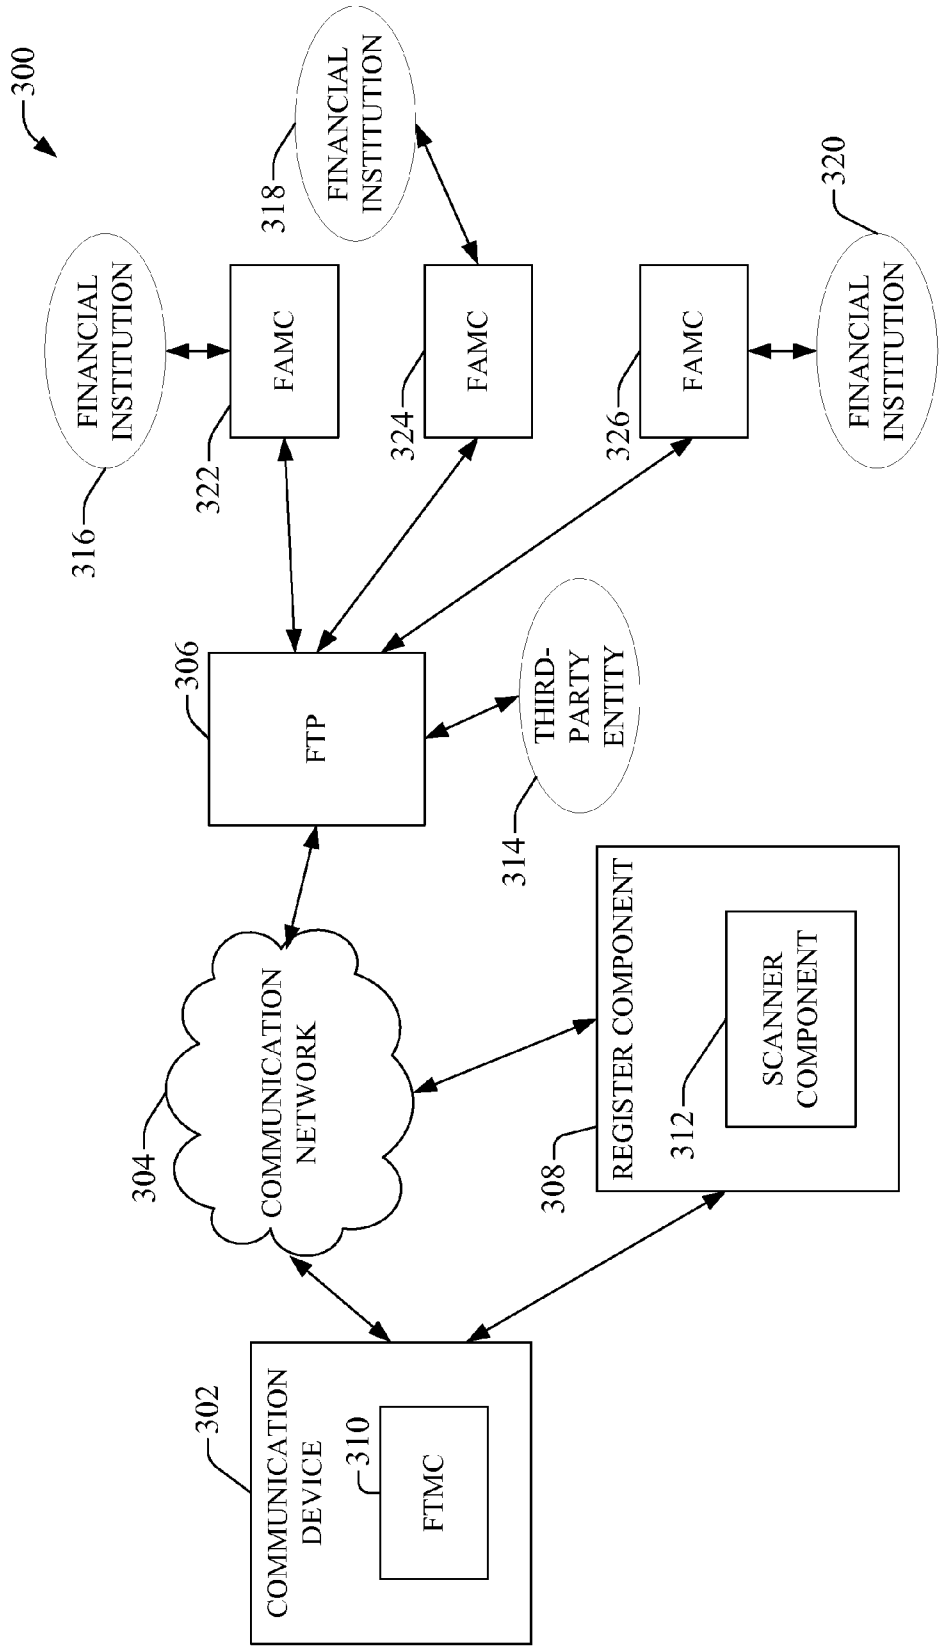 300
COMMUNICATION
DEVICE
302
FTMC
310
COMMUNICATION
NETWORK
304
REGISTER COMPONENT
308
SCANNER
COMPONENT
312
FTP
306
THIRD-
PARTY
ENTITY
314
FINANCIAL
INSTITUTION
316
FAMC
322
FINANCIAL
INSTITUTION
318
FAMC
324
FAMC
326
FINANCIAL
INSTITUTION
320